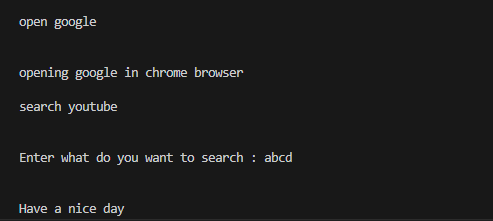 open google
opening google in chrome browser
search youtube
Enter what do you want to search : abcd
Have a nice day